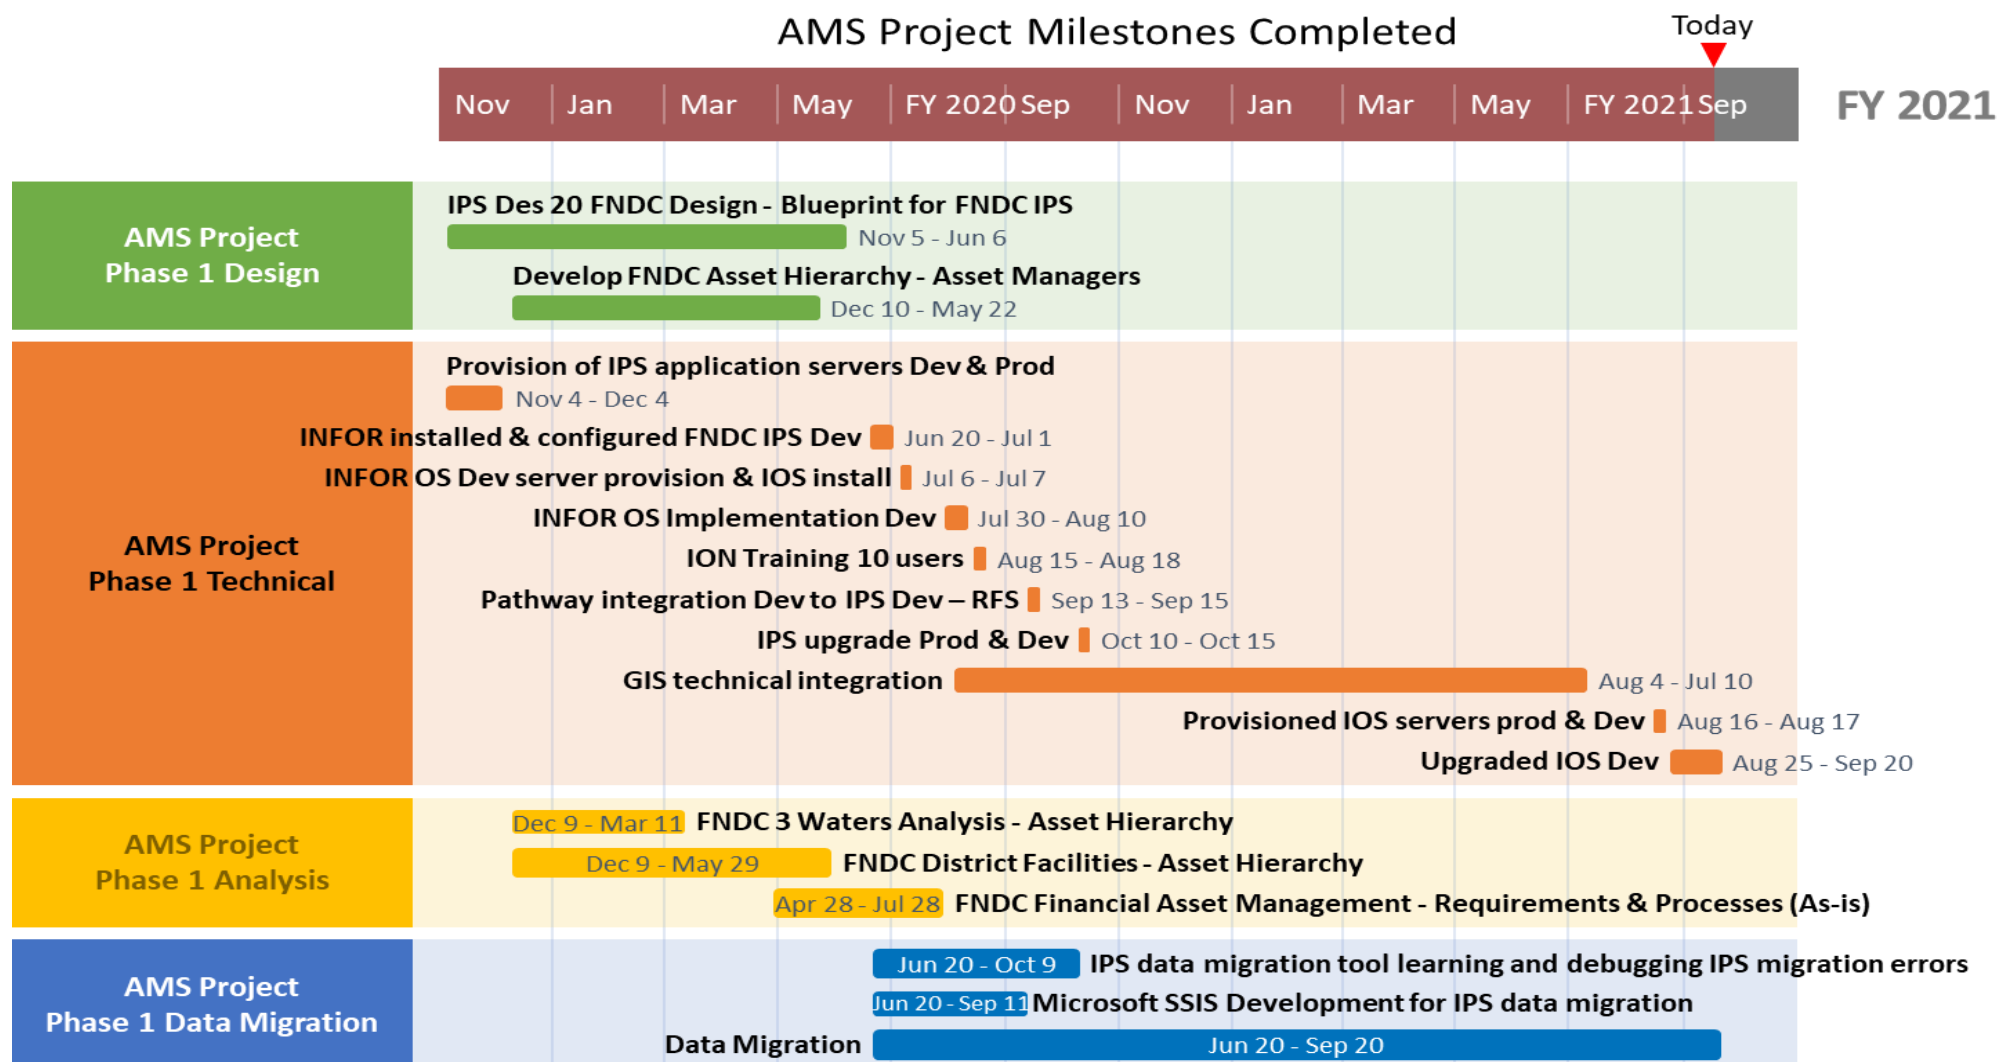 AMS Project Milestones Completed
Today
Nov Jan Mar May FY 2020 Sep Nov Jan Mar May FY 2021 Sep
FY 2021
AMS Project
Phase 1 Design
IPS Des 20 FNDC Design - Blueprint for FNDC IPS
Nov 5 - Jun 6
Develop FNDC Asset Hierarchy - Asset Managers
Dec 10 - May 22
AMS Project
Phase 1 Technical
Provision of IPS application servers Dev & Prod
Nov 4 - Dec 4
INFOR installed & configured FNDC IPS Dev Jun 20 - Jul 1
INFOR OS Dev server provision & IOS install Jul 6 - Jul 7
INFOR OS Implementation Dev Jul 30 - Aug 10
ION Training 10 users Aug 15 - Aug 18
Pathway integration Dev to IPS Dev – RFS Sep 13 - Sep 15
IPS upgrade Prod & Dev Oct 10 - Oct 15
GIS technical integration Aug 4 - Jul 10
Provisioned IOS servers prod & Dev Aug 16 - Aug 17
Upgraded IOS Dev Aug 25 - Sep 20
AMS Project
Phase 1 Analysis
Dec 9 - Mar 11 FNDC 3 Waters Analysis - Asset Hierarchy
Dec 9 - May 29 FNDC District Facilities - Asset Hierarchy
Apr 28 - Jul 28 FNDC Financial Asset Management - Requirements & Processes (As-is)
AMS Project
Phase 1 Data Migration
Jun 20 - Oct 9 IPS data migration tool learning and debugging IPS migration errors
Jun 20 - Sep 11 Microsoft SSIS Development for IPS data migration
Data Migration Jun 20 - Sep 20